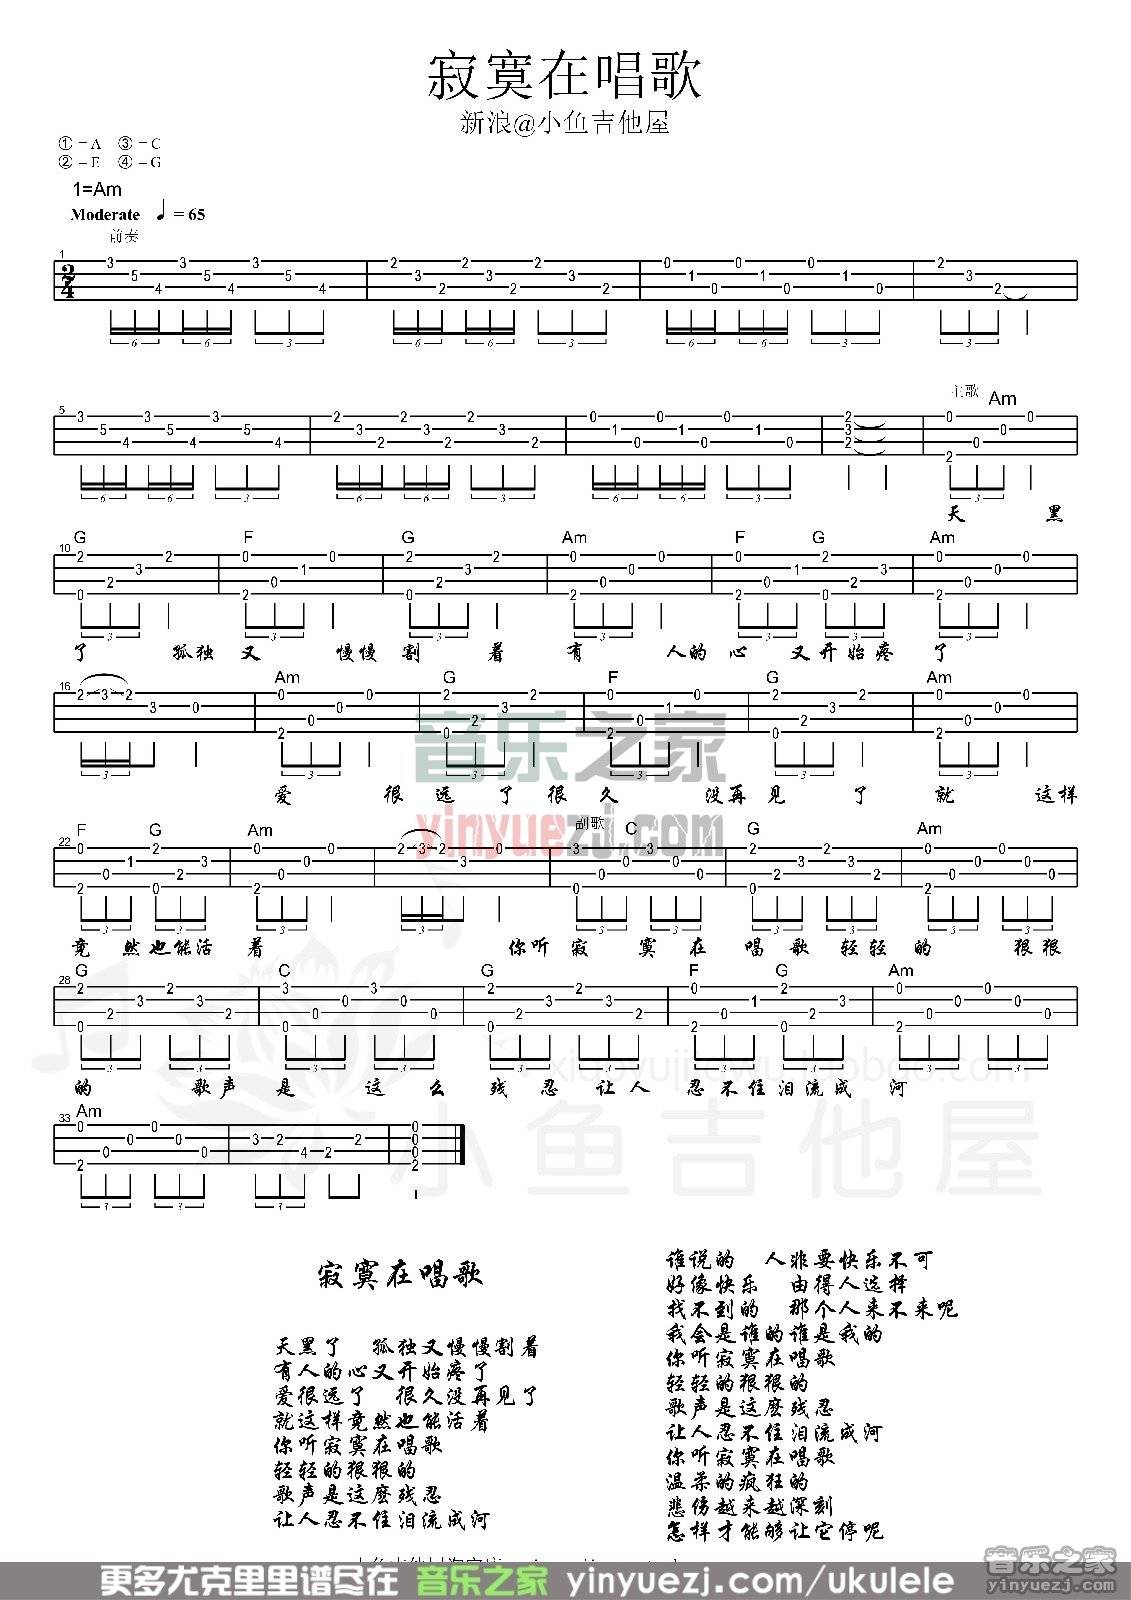 寂寞在唱歌
新浪@小鱼吉他屋
①=A ③=C
②=E ④=G
1=Am
Moderate ♩=65
前奏
主歌 Am
天 黑
G F G Am F G Am
了 孤独又 慢慢割 着 有 人的心 又开始疼 了
Am G F G Am
爱 很 远 了 很 久 没再见 了 就 这样
F G Am 副歌 C G Am
竟 然也能活 着 你听寂 寞 在 唱 歌 轻轻的 狠狠
G C G F G Am
的 歌声 是 这 么 残 忍 让人 忍不住泪流成 河
Am
寂寞在唱歌
天黑了 孤独又慢慢割着
有人的心又开始疼了
爱很远了 很久没再见了
就这样竟然也能活着
你听寂寞在唱歌
轻轻的狠狠的
歌声是这麽残忍
让人忍不住泪流成河
谁说的 人非要快乐不可
好像快乐 由得人选择
找不到的 那个人来不来呢
我会是谁的谁是我的
你听寂寞在唱歌
轻轻的狠狠的
歌声是这麽残忍
让人忍不住泪流成河
你听寂寞在唱歌
温柔的疯狂的
悲伤越来越深刻
怎样才能够让它停呢
音乐之家
yinyuezj.com
小鱼吉他屋
更多尤克里里谱尽在 音乐之家 yinyuezj.com/ukulele
音乐之家
yinyuezj.com